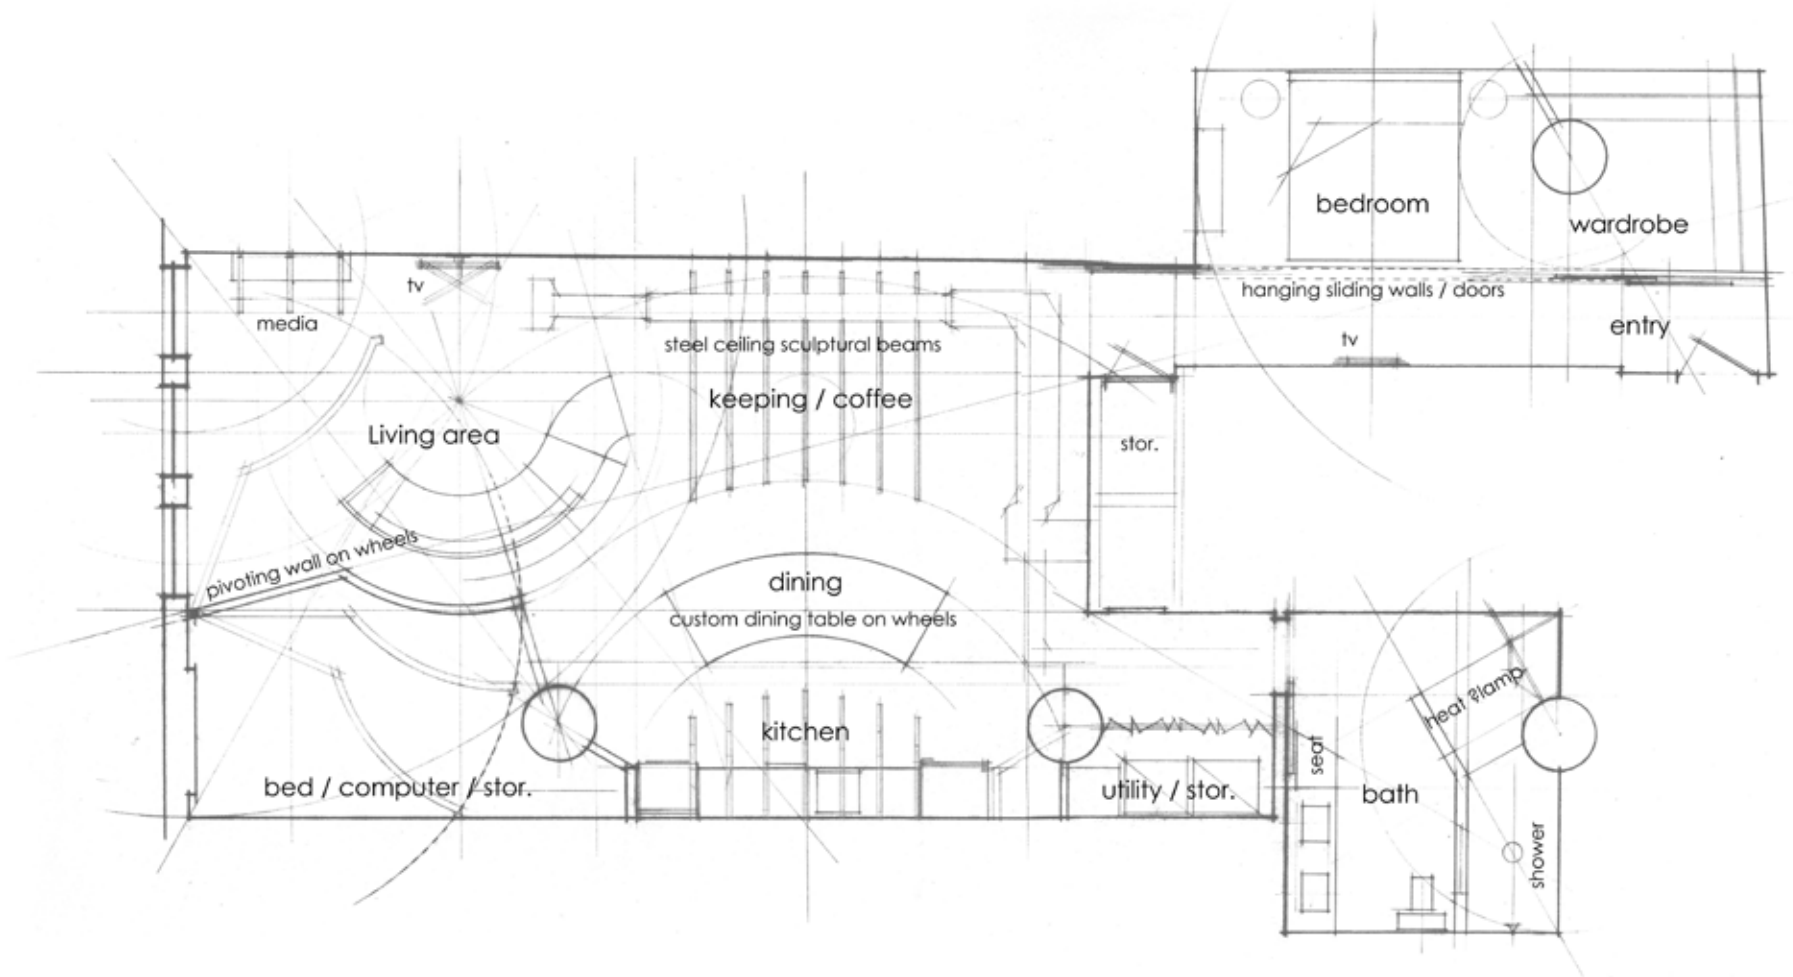 bedroom
wardrobe
hanging sliding walls / doors
entry
tv
tv
media
steel ceiling sculptural beams
keeping / coffee
Living area
stor.
pivoting wall on wheels
dining
custom dining table on wheels
kitchen
bed / computer / stor.
utility / stor.
heat lamp
seat
bath
shower